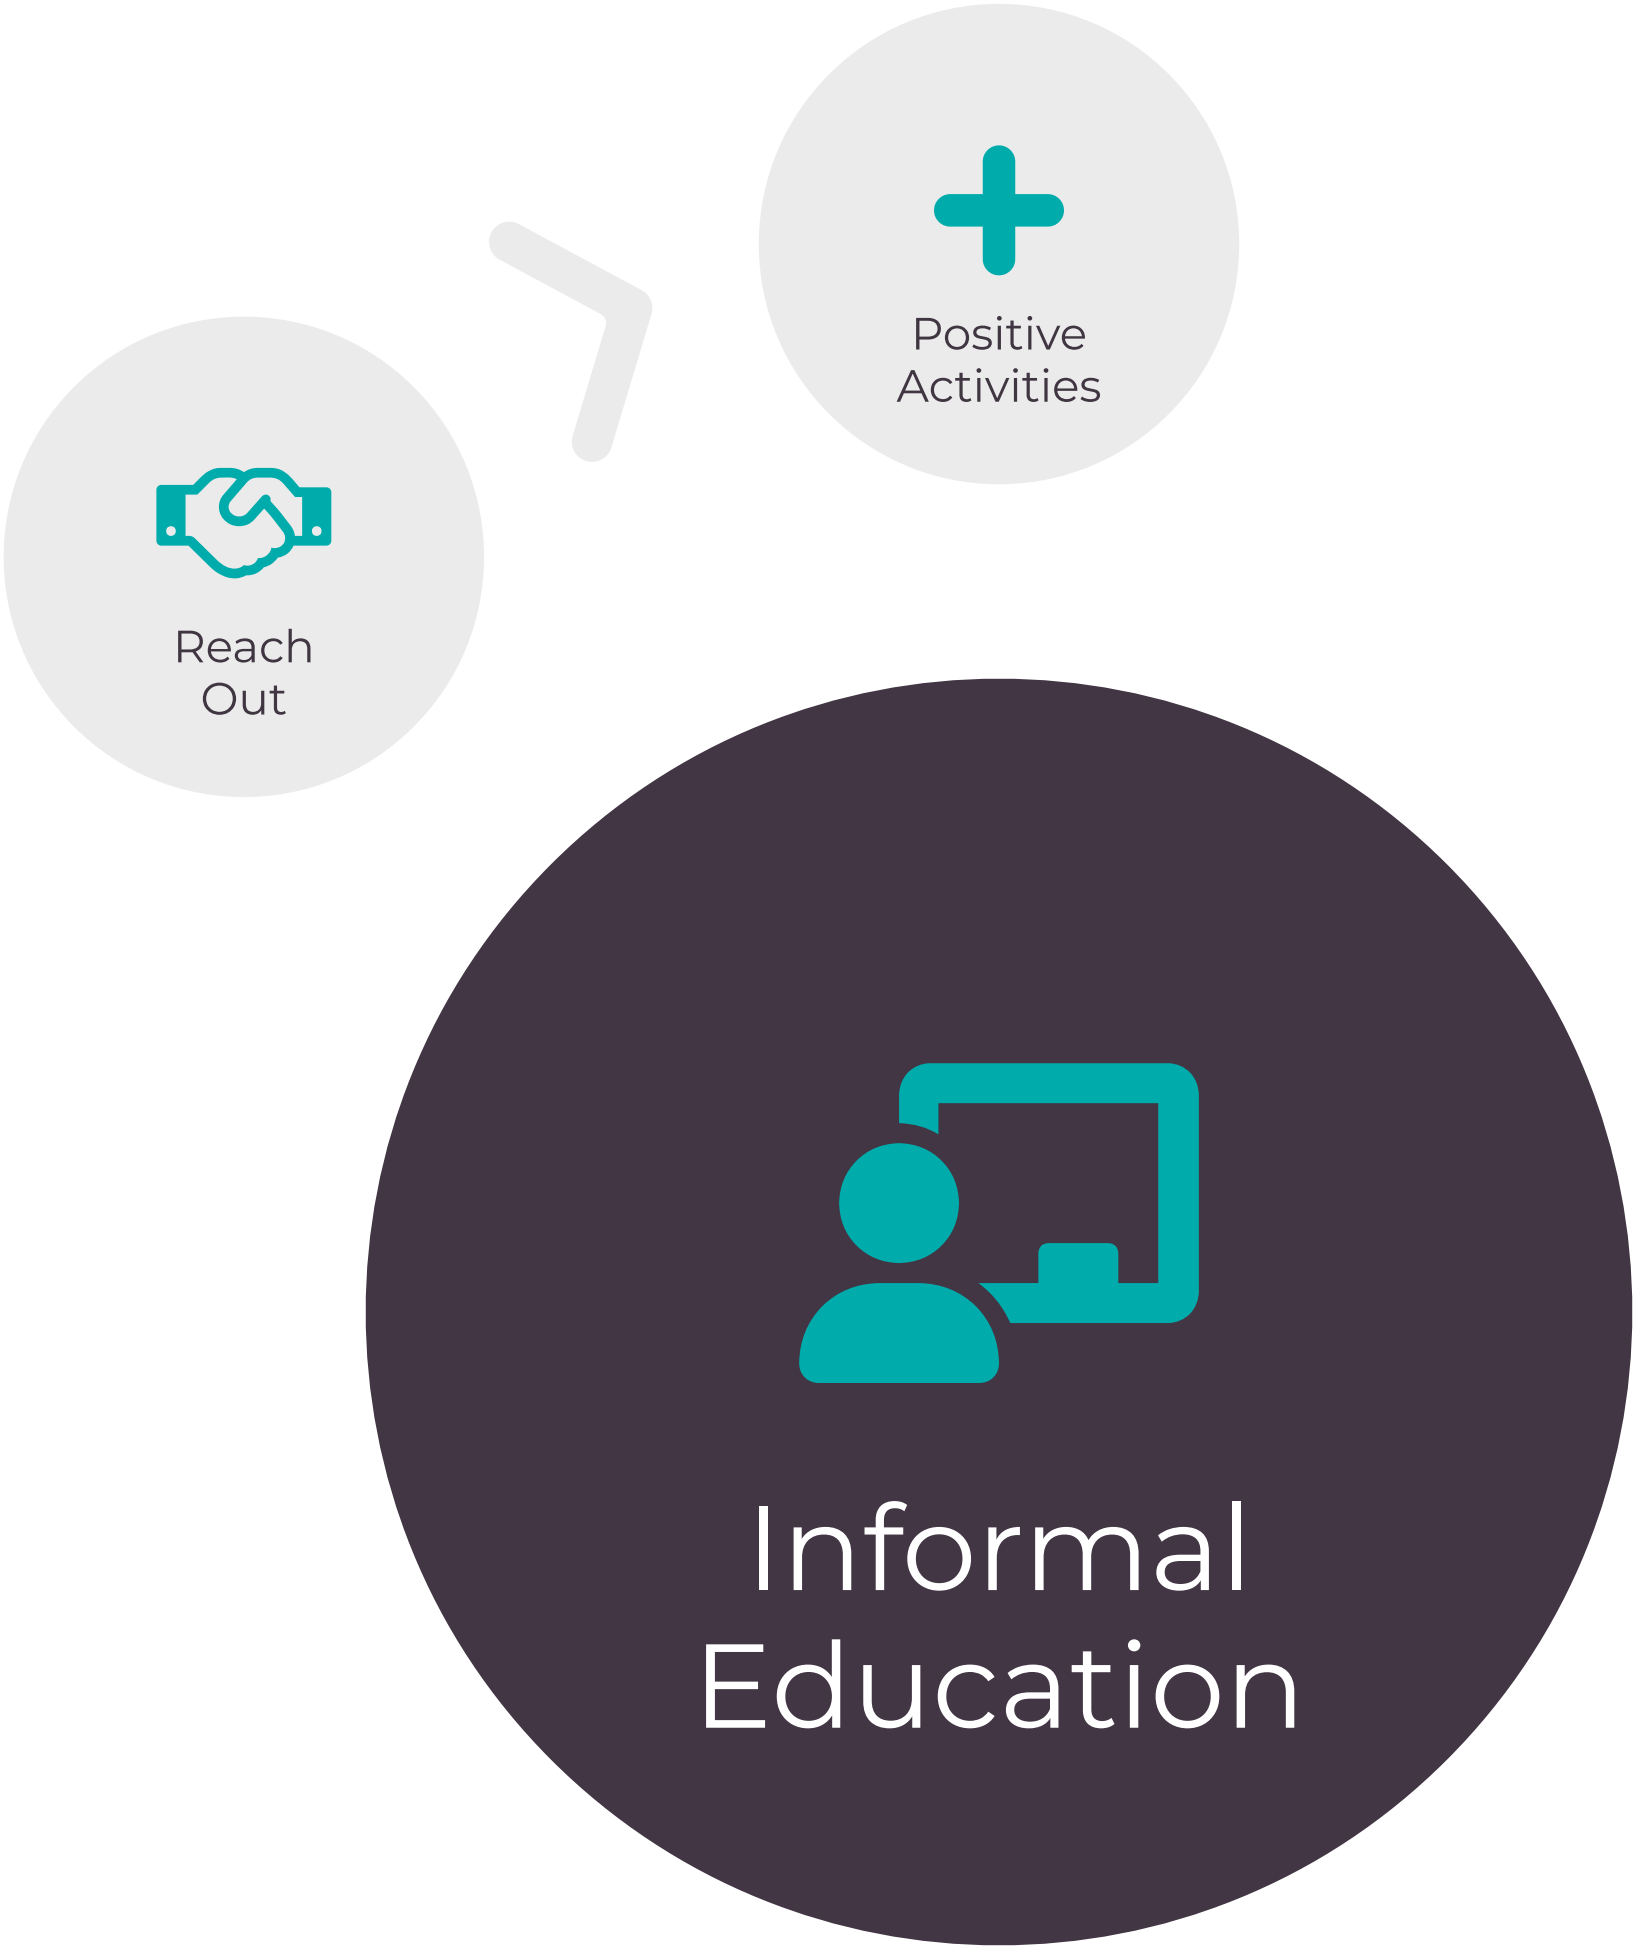 Positive
Activities
Reach
Out
Informal
Education